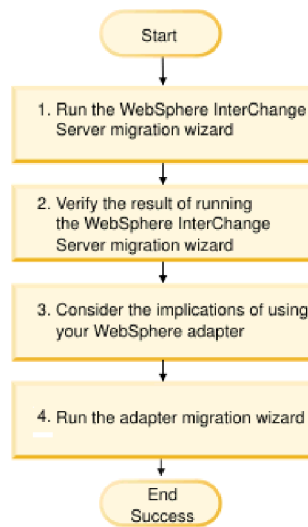 Start
1. Run the WebSphere InterChange
Server migration wizard
2. Verify the result of running
the WebSphere InterChange
Server migration wizard
3. Consider the implications of using
your WebSphere adapter
4. Run the adapter migration wizard
End
Success